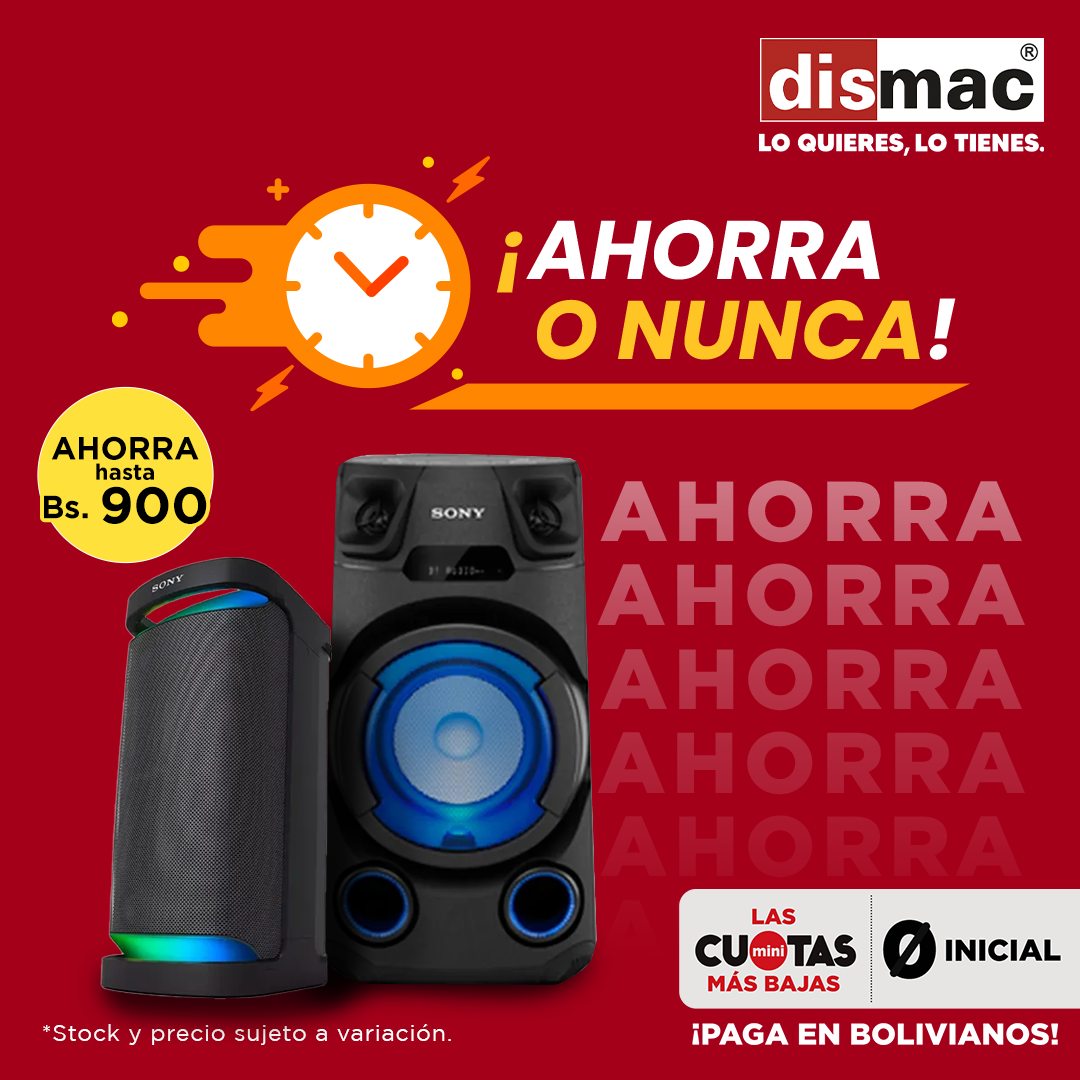 dismac®
LO QUIERES, LO TIENES.
¡AHORRA
O NUNCA!
AHORRA
hasta
Bs. 900
SONY
SONY
AHORRA
AHORRA
AHORRA
AHORRA
AHORRA
LAS
CUOTAS
mini
MÁS BAJAS
0 INICIAL
*Stock y precio sujeto a variación.
¡PAGA EN BOLIVIANOS!